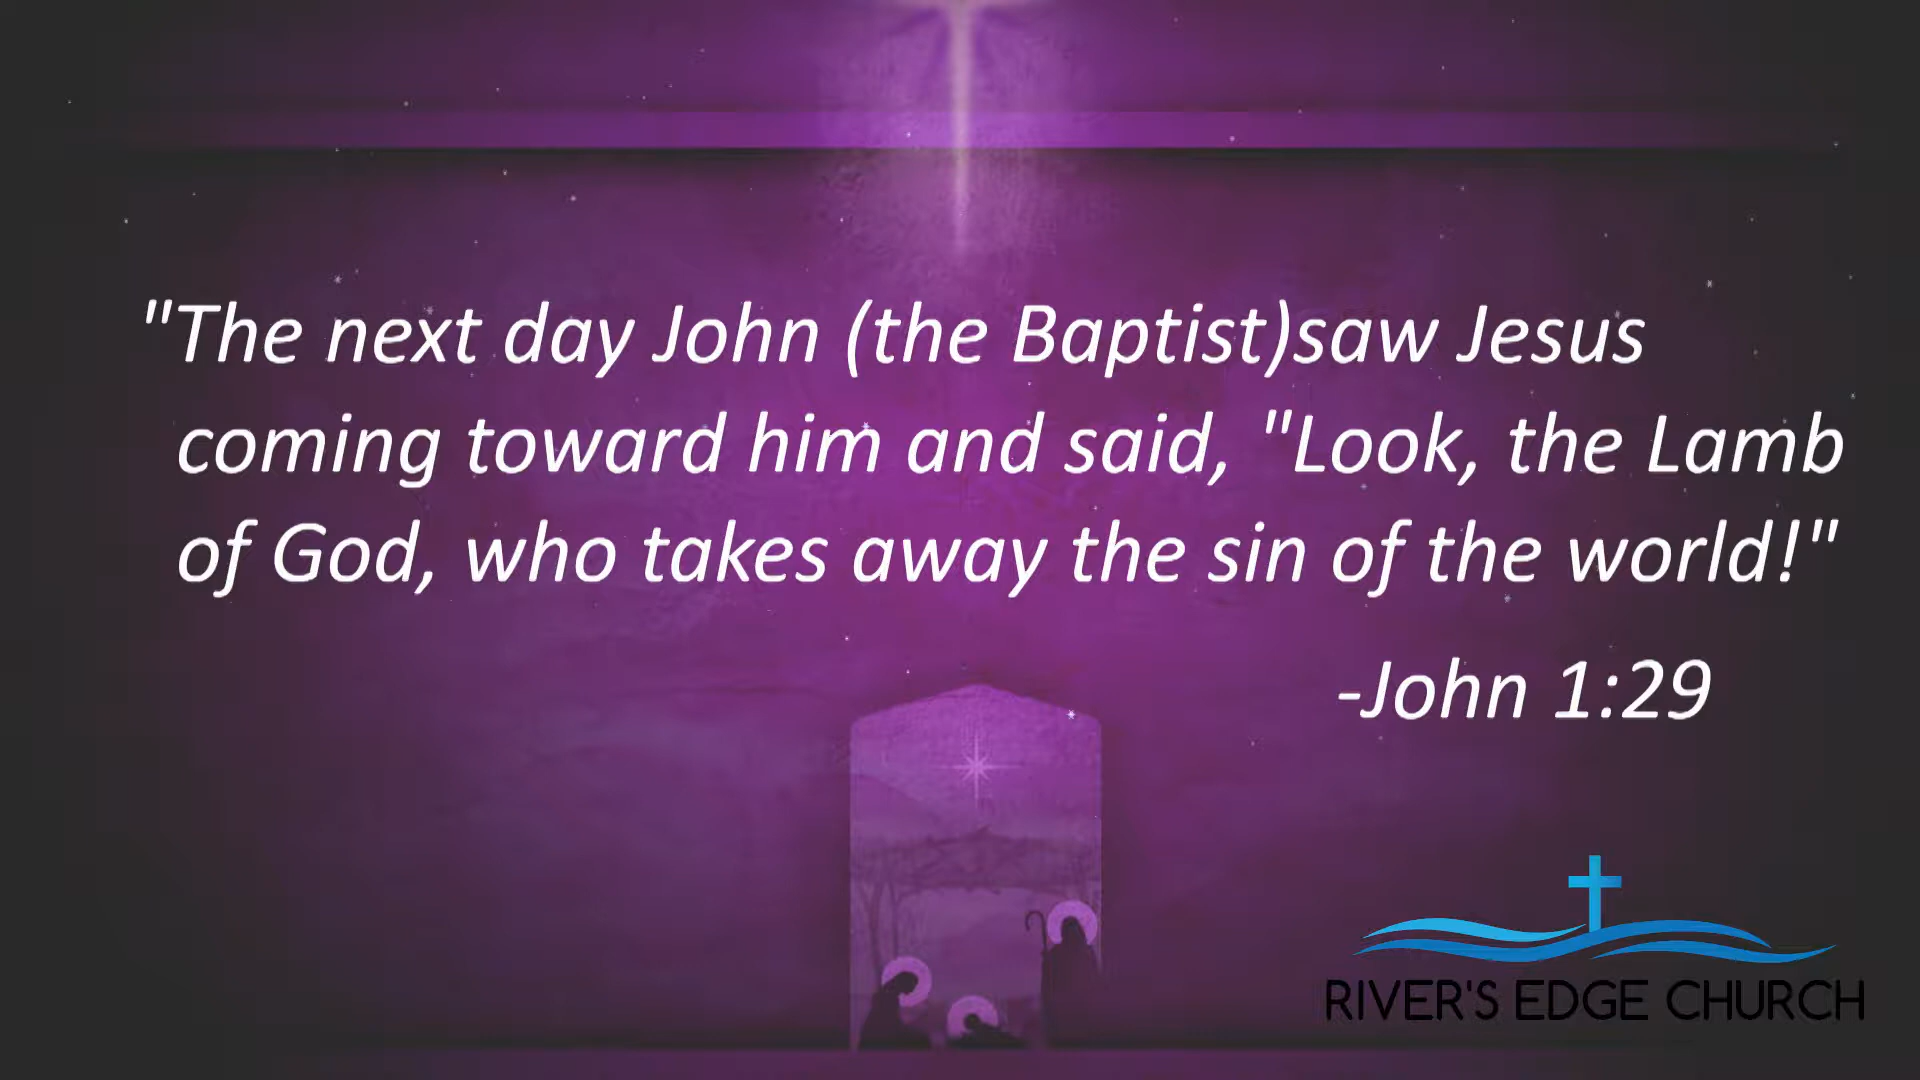 "The next day John (the Baptist)saw Jesus
coming toward him and said, "Look, the Lamb
of God, who takes away the sin of the world!"
-John 1:29
RIVER'S EDGE CHURCH